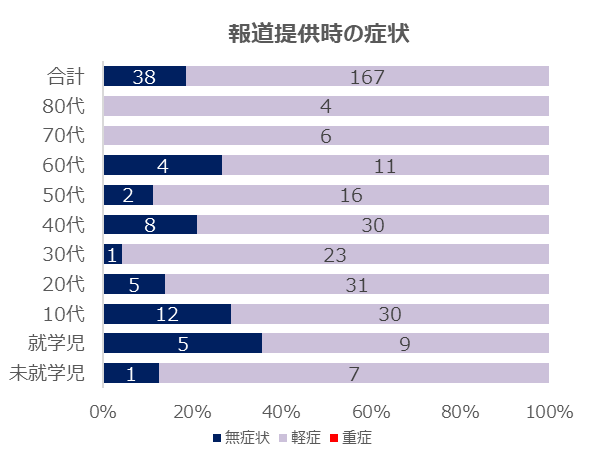 報道提供時の症状
合計 38 167
80代 4
70代 6
60代 4 11
50代 2 16
40代 8 30
30代 1 23
20代 5 31
10代 12 30
就学児 5 9
未就学児 1 7
0% 20% 40% 60% 80% 100%
無症状 軽症 重症